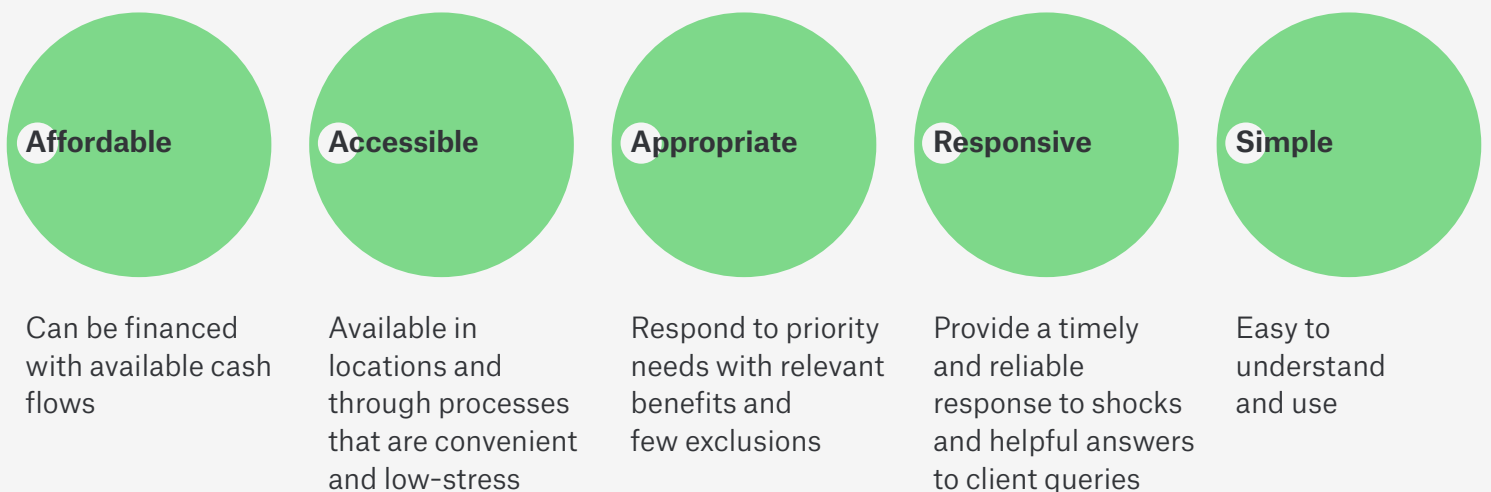 Affordable
Can be financed
with available cash
flows
Accessible
Available in
locations and
through processes
that are convenient
and low-stress
Appropriate
Respond to priority
needs with relevant
benefits and
few exclusions
Responsive
Provide a timely
and reliable
response to shocks
and helpful answers
to client queries
Simple
Easy to
understand
and use